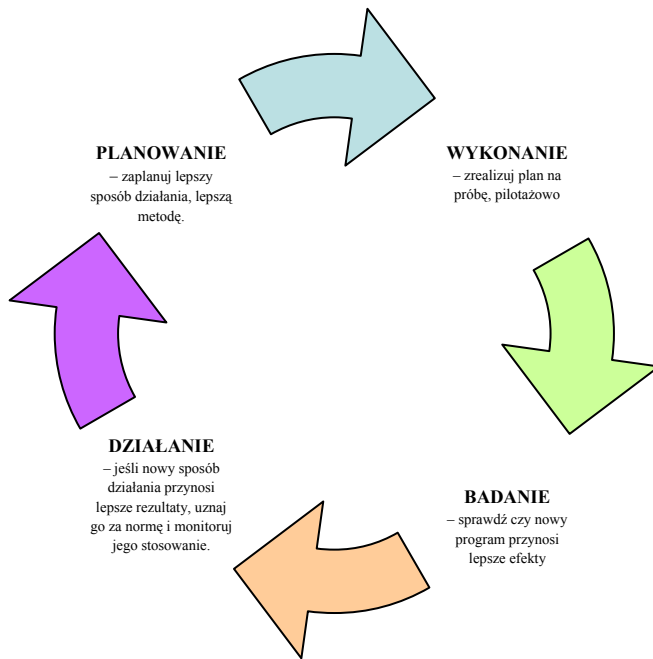 PLANOWANIE
– zaplanuj lepszy
sposób działania, lepszą
metodę.
WYKONANIE
– zrealizuj plan na
próbę, pilotażowo
DZIAŁANIE
– jeśli nowy sposób
działania przynosi
lepsze rezultaty, uznaj
go za normę i monitoruj
jego stosowanie.
BADANIE
– sprawdź czy nowy
program przynosi
lepsze efekty